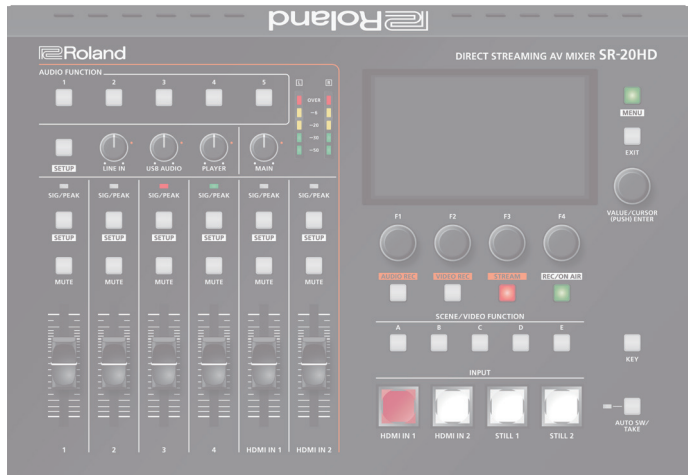 Roland
Roland
DIRECT STREAMING AV MIXER SR-20HD
AUDIO FUNCTION
1 2 3 4 5 L R
OVER
-6
-20
-30
-50
MENU
EXIT
SETUP LINE IN USB AUDIO PLAYER MAIN
SIG/PEAK SIG/PEAK SIG/PEAK SIG/PEAK SIG/PEAK SIG/PEAK
SETUP SETUP SETUP SETUP SETUP SETUP
MUTE MUTE MUTE MUTE MUTE MUTE
F1 F2 F3 F4
VALUE/CURSOR
(PUSH) ENTER
AUDIO REC VIDEO REC STREAM REC/ON AIR
SCENE/VIDEO FUNCTION
A B C D E
KEY
INPUT
HDMI IN 1 HDMI IN 2 STILL 1 STILL 2
AUTO SW/
TAKE
1 2 3 4 HDMI IN 1 HDMI IN 2